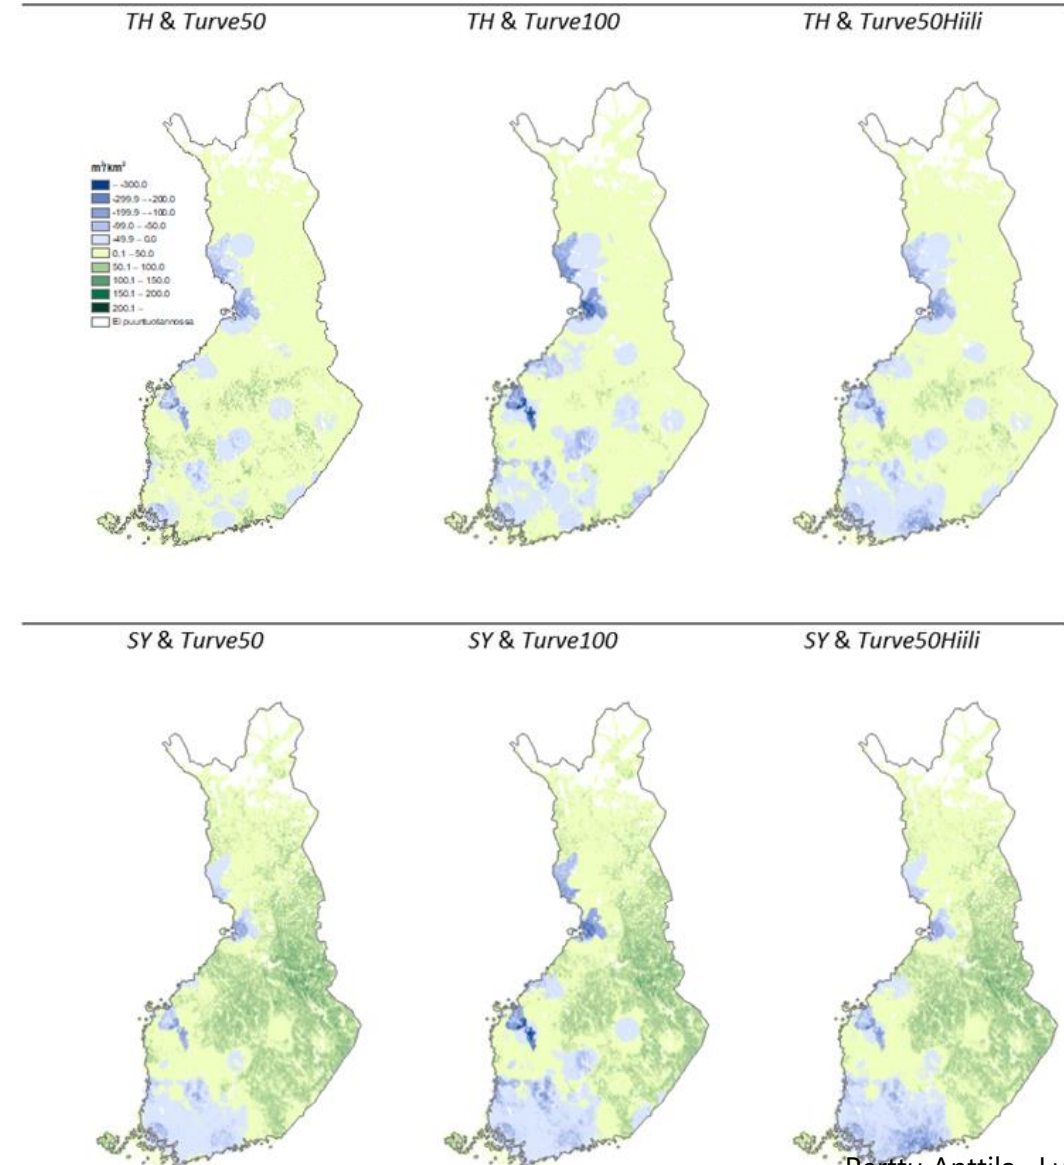 TH & Turve50
TH & Turve100
TH & Turve50Hiili
m³/km²
– -300.0
-299.9 – -200.0
-199.9 – -100.0
-99.0 – -50.0
-49.9 – 0.0
0.1 – 50.0
50.1 – 100.0
100.1 – 150.0
150.1 – 200.0
200.1 –
Ei puuntuotannossa
SY & Turve50
SY & Turve100
SY & Turve50Hiili